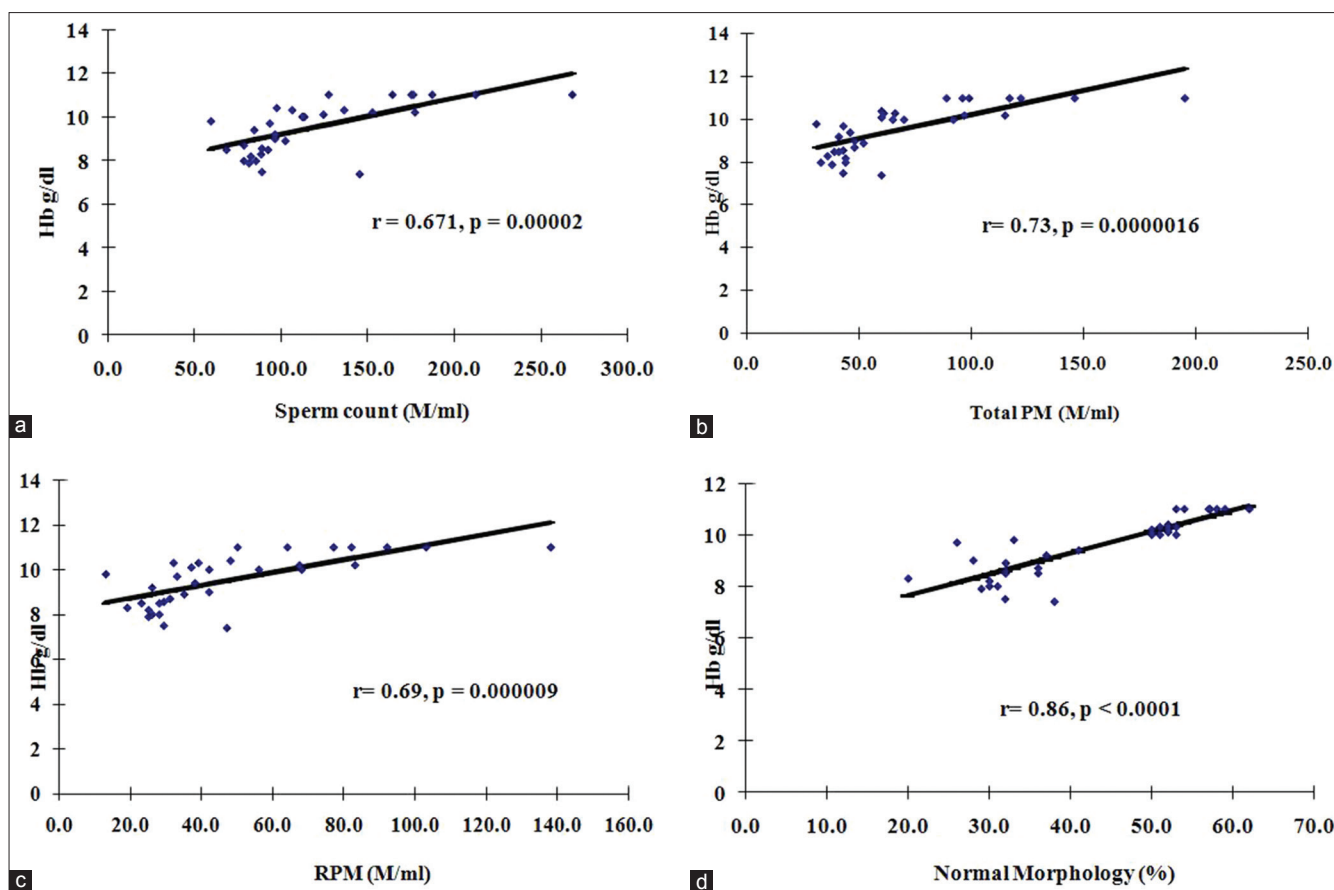 14
12
10
8
6
4
2
0
Hb g/dl
r = 0.671, p = 0.00002
0.0 50.0 100.0 150.0 200.0 250.0 300.0
Sperm count (M/ml)
a
14
12
10
8
6
4
2
0
Hb g/dl
r= 0.73, p = 0.0000016
0.0 50.0 100.0 150.0 200.0 250.0
Total PM (M/ml)
b
14
12
10
8
6
4
2
0
Hb g/dl
r= 0.69, p = 0.000009
0.0 20.0 40.0 60.0 80.0 100.0 120.0 140.0 160.0
RPM (M/ml)
c
12
10
8
6
4
2
0
Hb g/dl
r= 0.86, p < 0.0001
0.0 10.0 20.0 30.0 40.0 50.0 60.0 70.0
Normal Morphology (%)
d